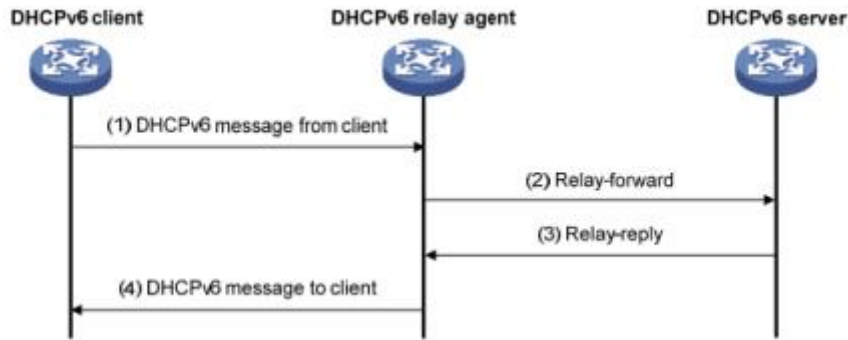 DHCPv6 client
DHCPv6 relay agent
DHCPv6 server
(1) DHCPv6 message from client
(2) Relay-forward
(3) Relay-reply
(4) DHCPv6 message to client